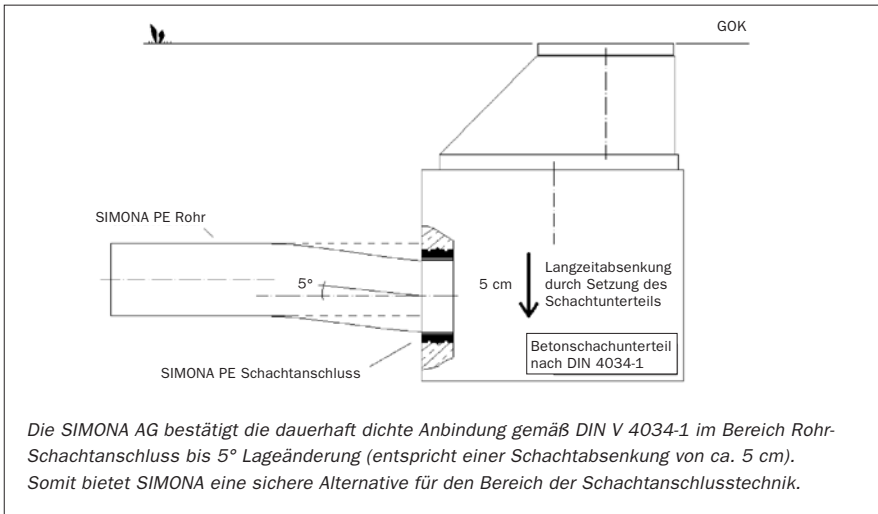 GOK
SIMONA PE Rohr
5°
5 cm
Langzeitabsenkung
durch Setzung des
Schachtunterteils
Betonschachunterteil
nach DIN 4034-1
SIMONA PE Schachtanschluss
Die SIMONA AG bestätigt die dauerhaft dichte Anbindung gemäß DIN V 4034-1 im Bereich Rohr-
Schachtanschluss bis 5° Lageänderung (entspricht einer Schachtabsenkung von ca. 5 cm).
Somit bietet SIMONA eine sichere Alternative für den Bereich der Schachtanschlusstechnik.